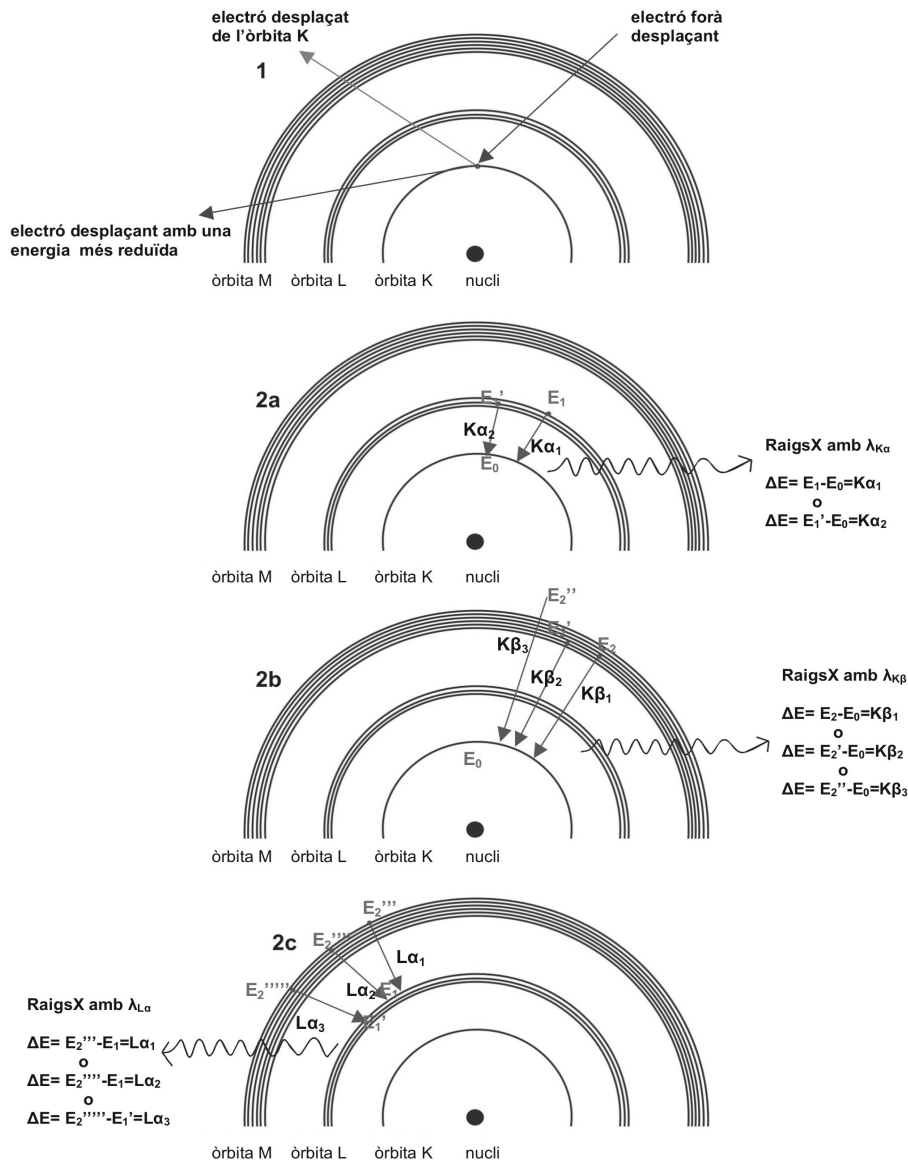 electró desplaçat
de l'òrbita K
electró forà
desplaçant
1
electró desplaçant amb una
energia més reduïda
òrbita M òrbita L òrbita K nucli
2a
E₁' E₁
Kα₂ Kα₁
E₀
RaigsX amb λKα
ΔE= E₁-E₀=Kα₁
o
ΔE= E₁'-E₀=Kα₂
òrbita M òrbita L òrbita K nucli
2b
E₂''
E₂' E₂
Kβ₃
Kβ₂
Kβ₁
E₀
RaigsX amb λKβ
ΔE= E₂-E₀=Kβ₁
o
ΔE= E₂'-E₀=Kβ₂
o
ΔE= E₂''-E₀=Kβ₃
òrbita M òrbita L òrbita K nucli
2c
E₂'''
E₂''''
E₂'''''
Lα₁
Lα₂ E₁
Lα₃ E₁'
RaigsX amb λLα
ΔE= E₂'''-E₁=Lα₁
o
ΔE= E₂''''-E₁=Lα₂
o
ΔE= E₂'''''-E₁'=Lα₃
òrbita M òrbita L òrbita K nucli